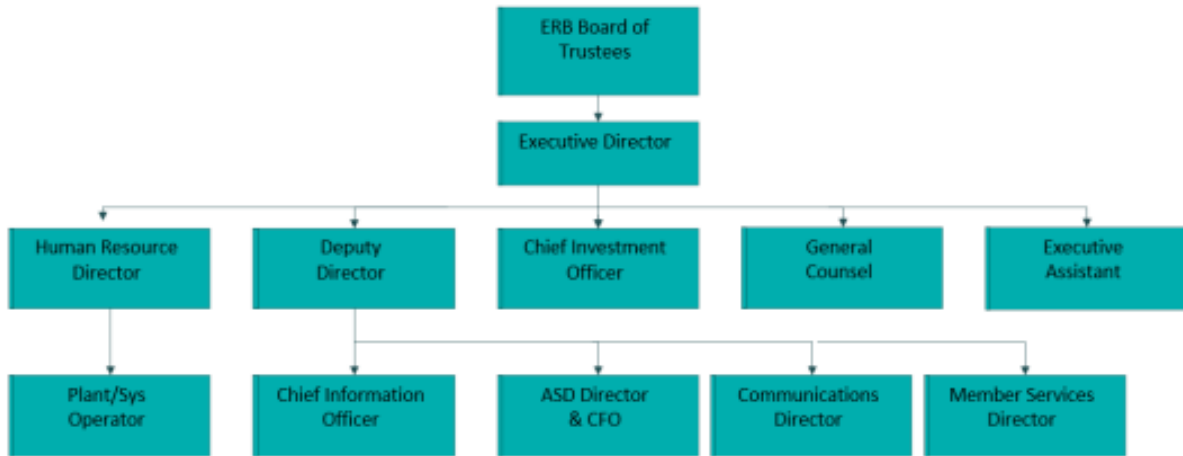 ERB Board of
Trustees
Executive Director
Human Resource
Director
Deputy
Director
Chief Investment
Officer
General
Counsel
Executive
Assistant
Plant/Sys
Operator
Chief Information
Officer
ASD Director
& CFO
Communications
Director
Member Services
Director